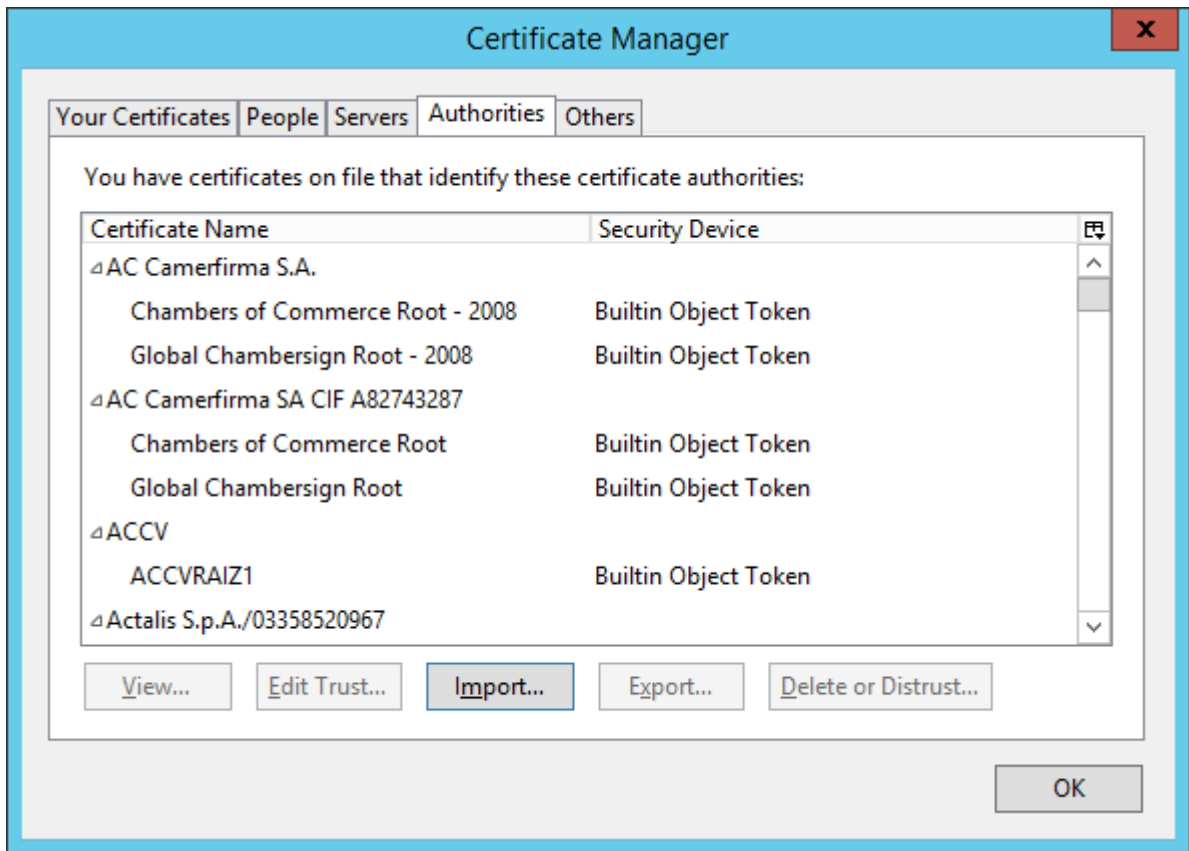 Certificate Manager
x
Your Certificates People Servers Authorities Others
You have certificates on file that identify these certificate authorities:
Certificate Name Security Device
AC Camerfirma S.A.
Chambers of Commerce Root - 2008 Builtin Object Token
Global Chambersign Root - 2008 Builtin Object Token
AC Camerfirma SA CIF A82743287
Chambers of Commerce Root Builtin Object Token
Global Chambersign Root Builtin Object Token
ACCV
ACCVRAIZ1 Builtin Object Token
Actalis S.p.A./03358520967
View... Edit Trust... Import... Export... Delete or Distrust...
OK